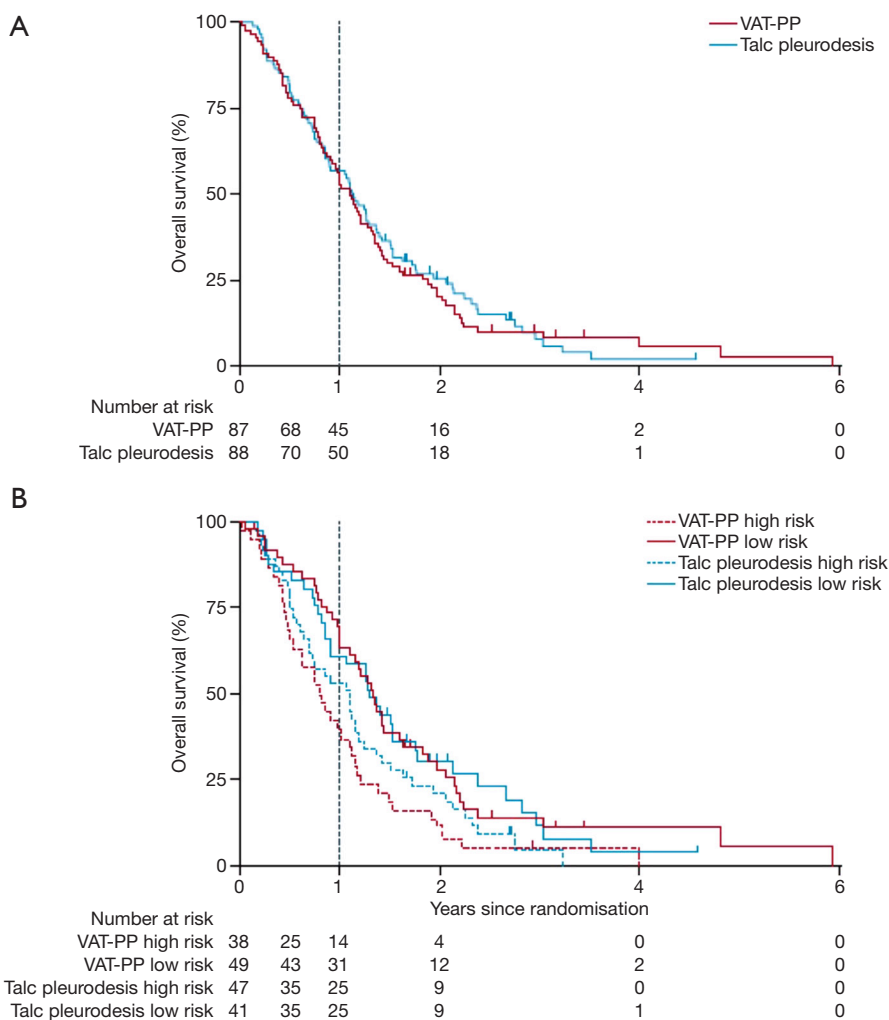 A
VAT-PP
Talc pleurodesis
Overall survival (%)
100
75
50
25
0
0 1 2 4 6
Number at risk
VAT-PP 87 68 45 16 2 0
Talc pleurodesis 88 70 50 18 1 0
B
VAT-PP high risk
VAT-PP low risk
Talc pleurodesis high risk
Talc pleurodesis low risk
Overall survival (%)
100
75
50
25
0
0 1 2 4 6
Years since randomisation
Number at risk
VAT-PP high risk 38 25 14 4 0 0
VAT-PP low risk 49 43 31 12 2 0
Talc pleurodesis high risk 47 35 25 9 0 0
Talc pleurodesis low risk 41 35 25 9 1 0